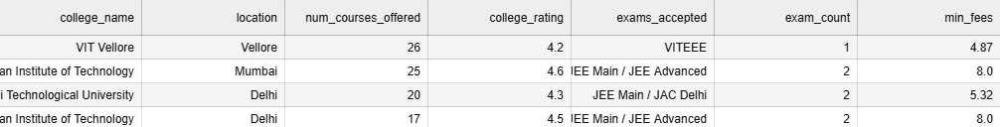 college_name location num_courses_offered college_rating exams_accepted exam_count min_fees
VIT Vellore Vellore 26 4.2 VITEEE 1 4.87
an Institute of Technology Mumbai 25 4.6 JEE Main / JEE Advanced 2 8.0
i Technological University Delhi 20 4.3 JEE Main / JAC Delhi 2 5.32
an Institute of Technology Delhi 17 4.5 JEE Main / JEE Advanced 2 8.0